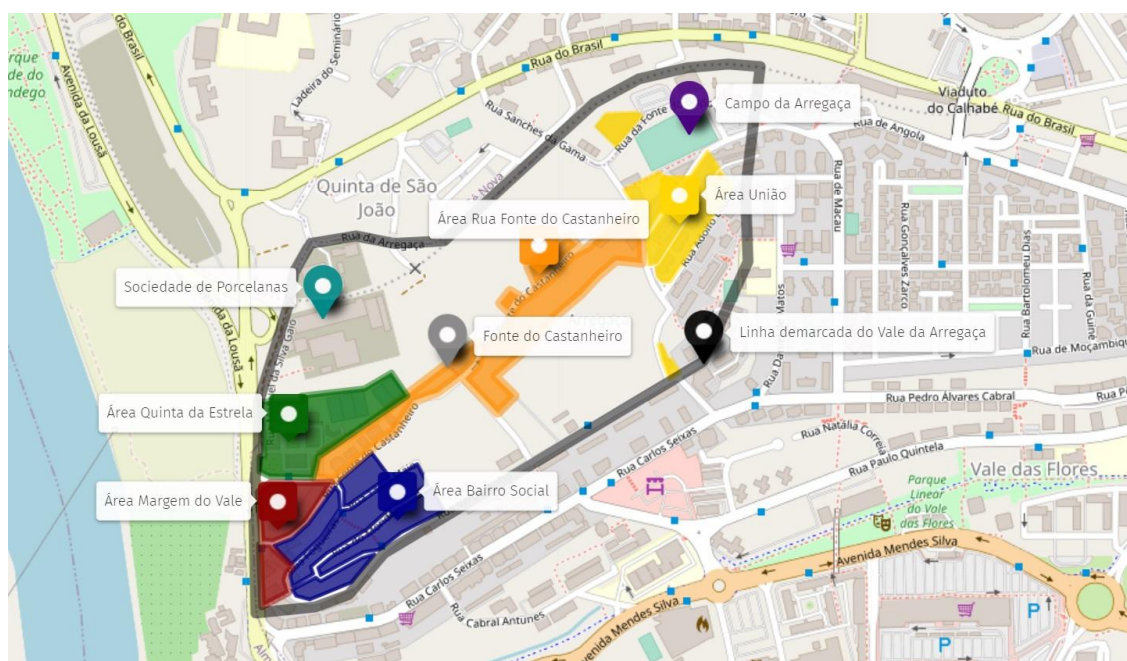 Rua do Brasil
Rua do Brasil
Avenida da Lousã
Parque
Ladeira do Seminário
Rua Sanches da Gama
Rua da Fonte
Campo da Arregaça
Viaduto
do Calhabé
Rua do Brasil
Rua de Angola
Quinta de São
João
Área União
Rua de Macau
Rua Gonçalves Zarco
Rua Bartolomeu Dias
Rua da Guiné
Área Rua Fonte do Castanheiro
Rua da Arregaça
Sociedade de Porcelanas
Fonte do Castanheiro
Linha demarcada do Vale da Arregaça
Rua de Moçambique
Rua Pedro Álvares Cabral
Área Quinta da Estrela
Rua Carlos Seixas
Rua Natália Correia
Rua Paulo Quintela
Vale das Flores
Área Margem do Vale
Área Bairro Social
Parque
Linear
do Vale
das Flores
Avenida Mendes Silva
Rua Carlos Seixas
Rua Cabral Antunes
Avenida Mendes Silva
P
P